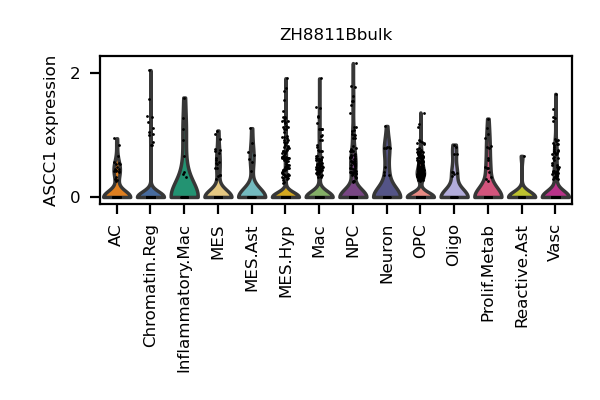 ZH8811Bbulk
ASCC1 expression
2
0
AC
Chromatin.Reg
Inflammatory.Mac
MES
MES.Ast
MES.Hyp
Mac
NPC
Neuron
OPC
Oligo
Prolif.Metab
Reactive.Ast
Vasc